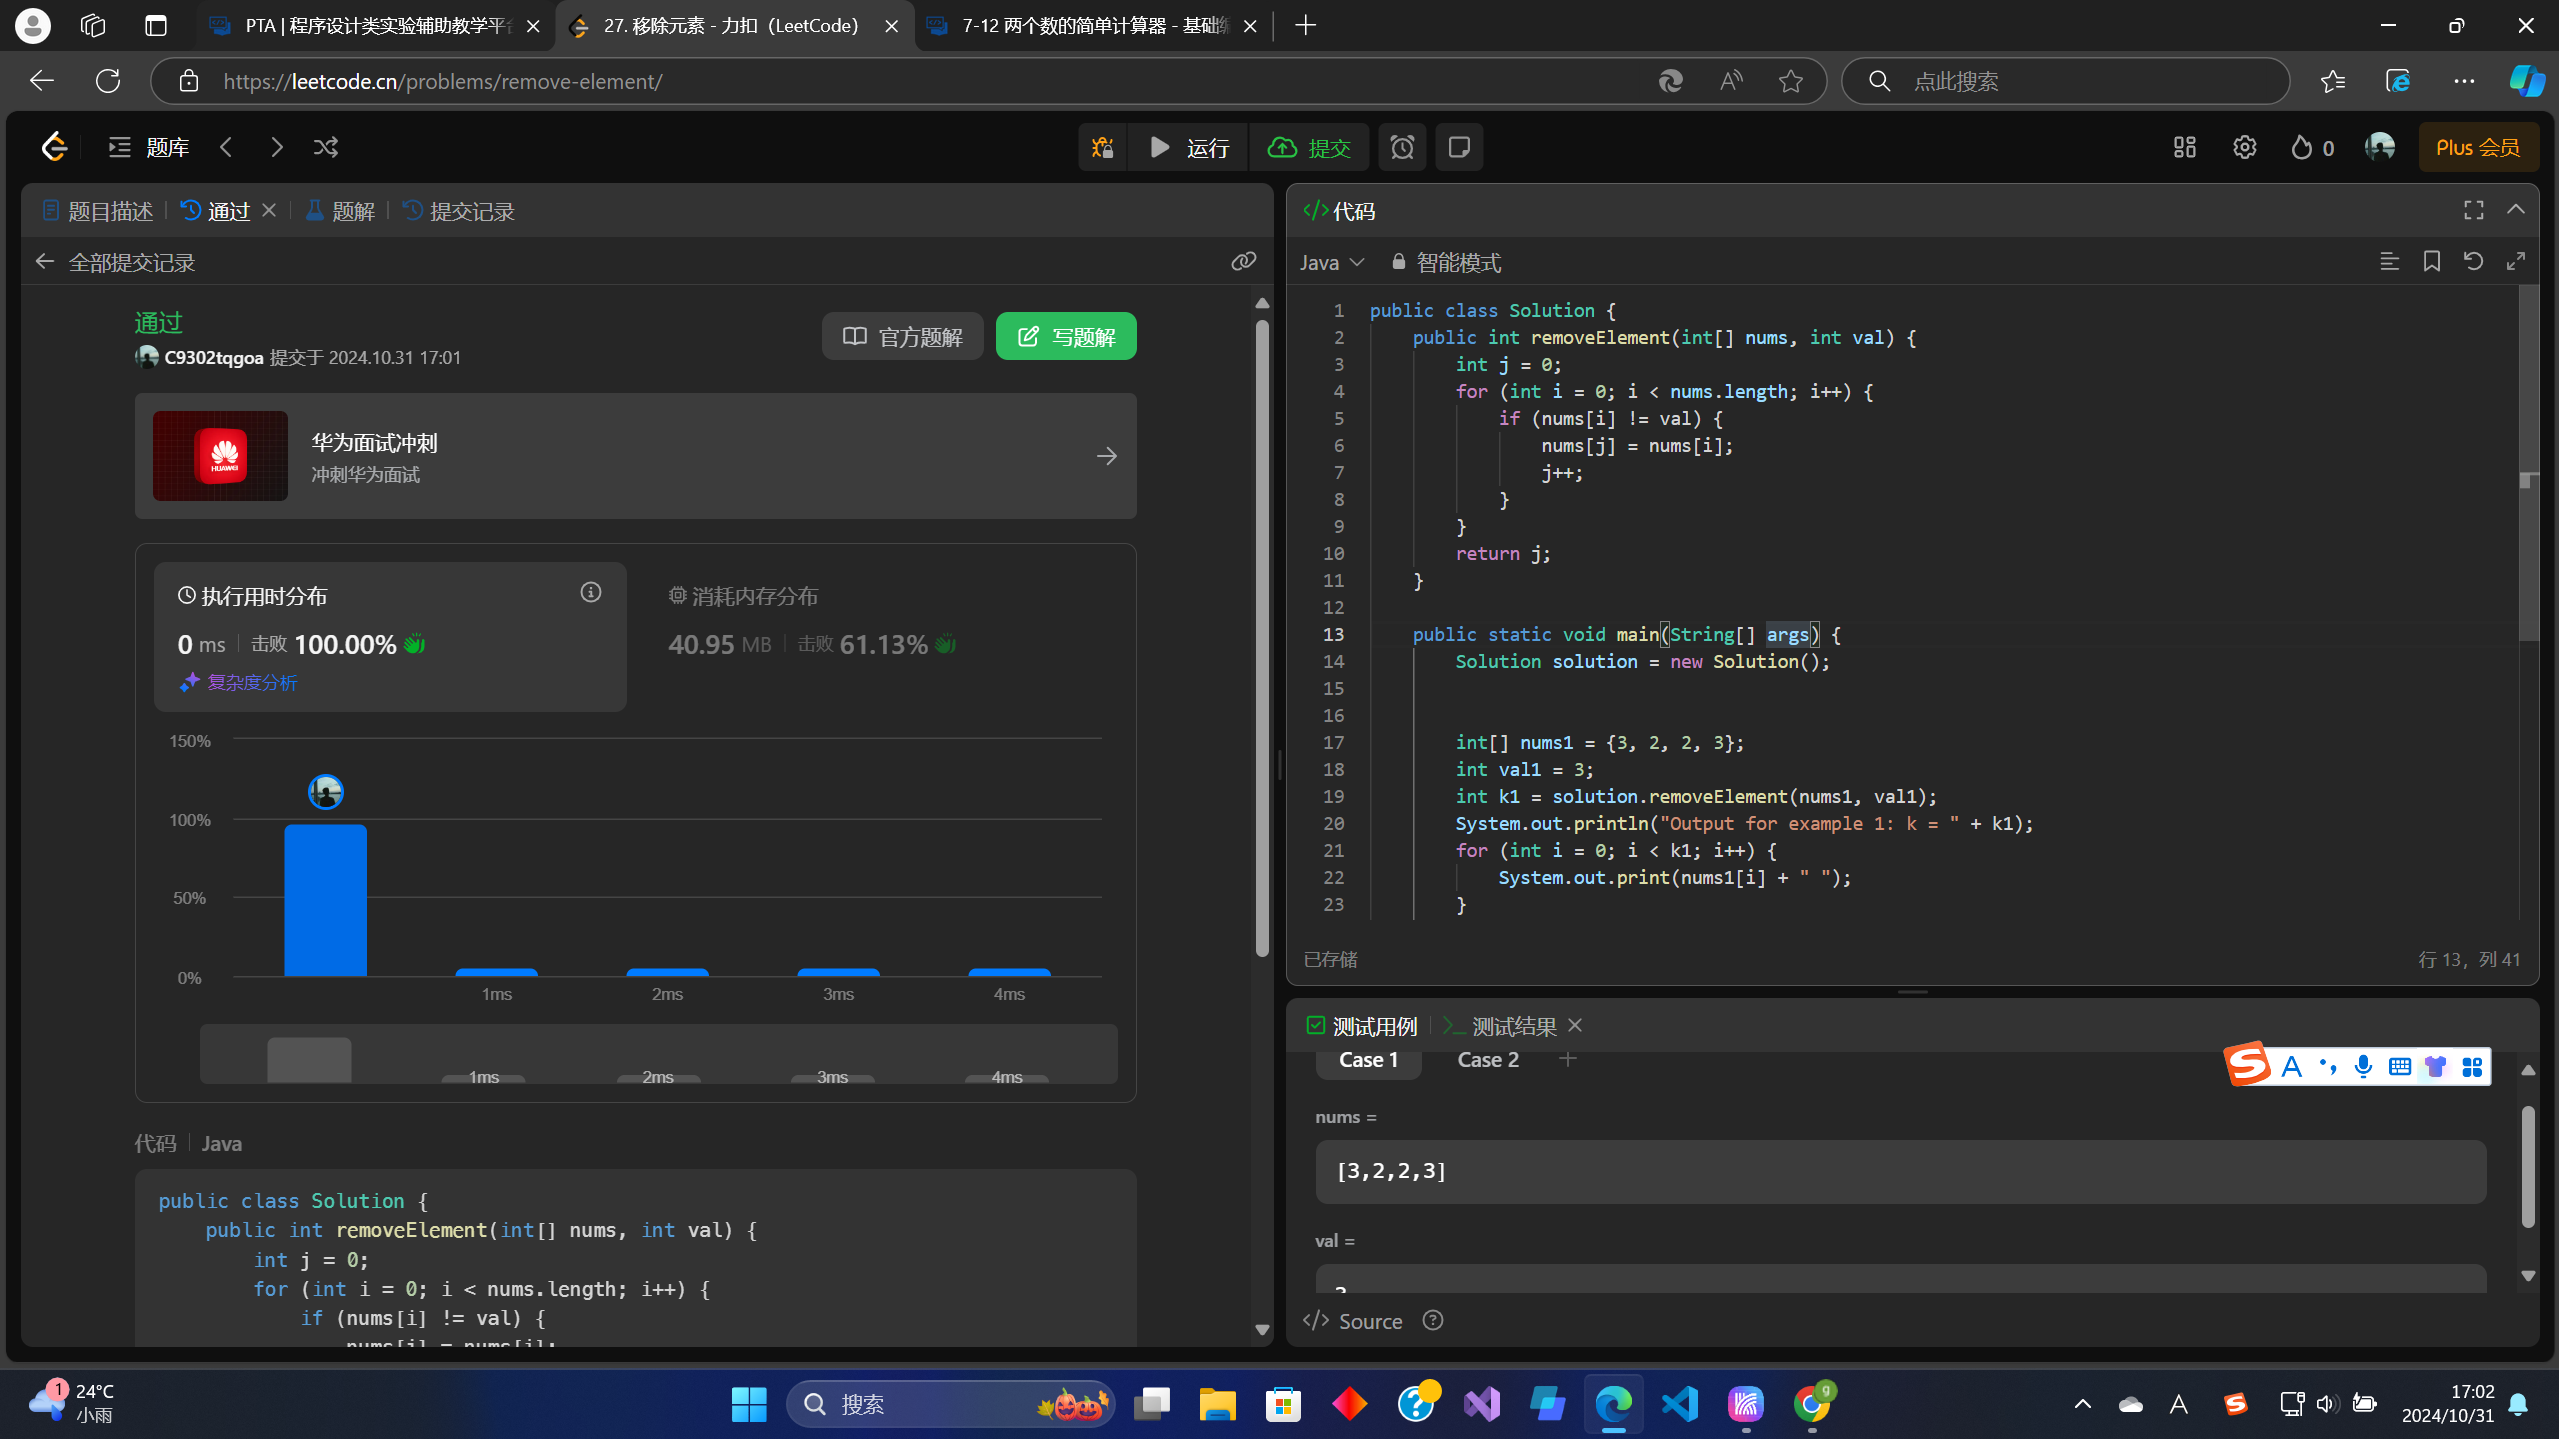 PTA | 程序设计类实验辅助教学平台
27. 移除元素 - 力扣（LeetCode）
7-12 两个数的简单计算器 - 基础编
https://leetcode.cn/problems/remove-element/
点此搜索
题库
运行
提交
0
Plus 会员
题目描述
通过
题解
提交记录
全部提交记录
通过
C9302tqgoa 提交于 2024.10.31 17:01
官方题解
写题解
HUAWEI
华为面试冲刺
冲刺华为面试
执行用时分布
0 ms 击败 100.00%
复杂度分析
消耗内存分布
40.95 MB 击败 61.13%
150%
100%
50%
0%
1ms
2ms
3ms
4ms
1ms
2ms
3ms
4ms
代码 Java
public class Solution {
public int removeElement(int[] nums, int val) {
int j = 0;
for (int i = 0; i < nums.length; i++) {
if (nums[i] != val) {
nums[j] = nums[i];
代码
Java
智能模式
1 public class Solution {
2 public int removeElement(int[] nums, int val) {
3 int j = 0;
4 for (int i = 0; i < nums.length; i++) {
5 if (nums[i] != val) {
6 nums[j] = nums[i];
7 j++;
8 }
9 }
10 return j;
11 }
12
13 public static void main(String[] args) {
14 Solution solution = new Solution();
15
16
17 int[] nums1 = {3, 2, 2, 3};
18 int val1 = 3;
19 int k1 = solution.removeElement(nums1, val1);
20 System.out.println("Output for example 1: k = " + k1);
21 for (int i = 0; i < k1; i++) {
22 System.out.print(nums1[i] + " ");
23 }
已存储
行 13，列 41
测试用例
测试结果
Case 1
Case 2
nums =
[3,2,2,3]
val =
3
Source
1
24°C
小雨
搜索
17:02
2024/10/31